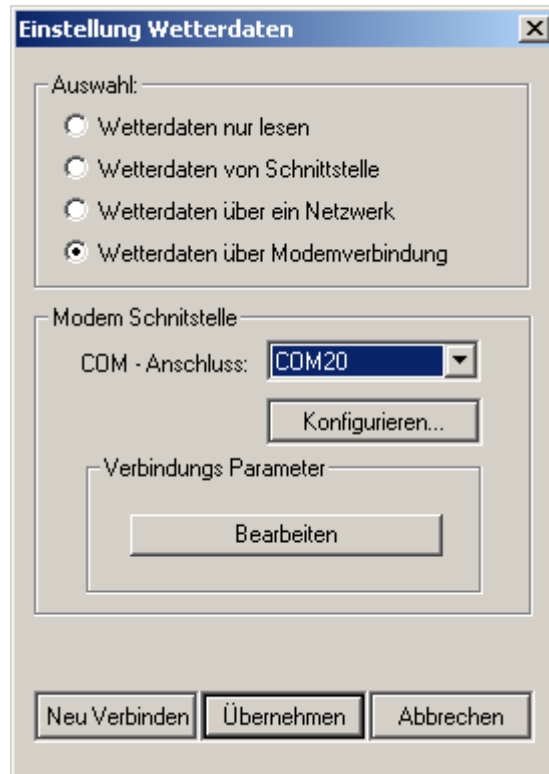 Einstellung Wetterdaten
Auswahl:
Wetterdaten nur lesen
Wetterdaten von Schnittstelle
Wetterdaten über ein Netzwerk
Wetterdaten über Modemverbindung
Modem Schnitstelle
COM - Anschluss: COM20
Konfigurieren...
Verbindungs Parameter
Bearbeiten
Neu Verbinden Übernehmen Abbrechen